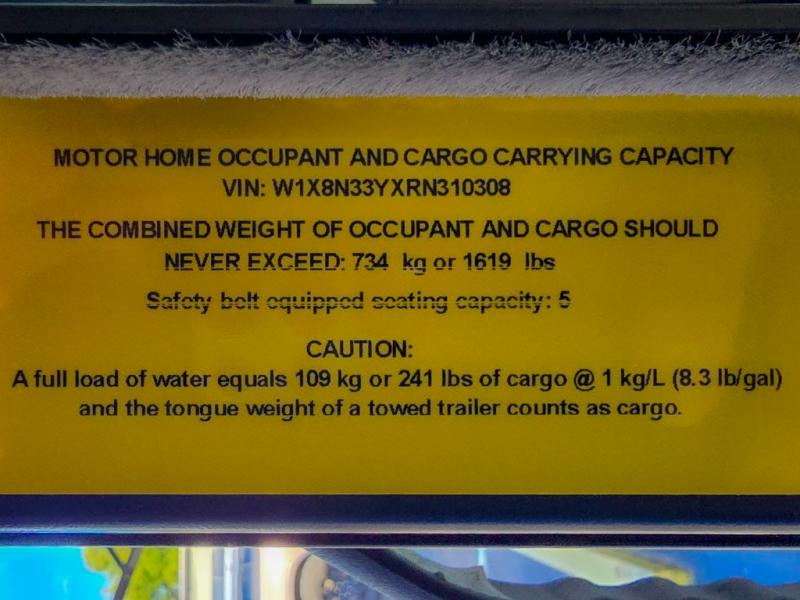 MOTOR HOME OCCUPANT AND CARGO CARRYING CAPACITY
VIN: W1X8N33YXRN310308
THE COMBINED WEIGHT OF OCCUPANT AND CARGO SHOULD
NEVER EXCEED: 734 kg or 1619 lbs
Safety belt equipped seating capacity: 5
CAUTION:
A full load of water equals 109 kg or 241 lbs of cargo @ 1 kg/L (8.3 lb/gal)
and the tongue weight of a towed trailer counts as cargo.